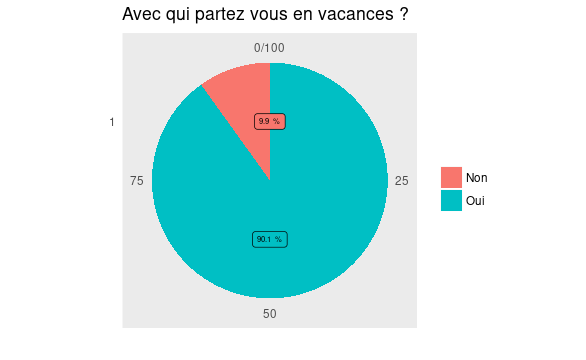 Avec qui partez vous en vacances ?
0/100
9.9 %
1
75
25
Non
Oui
90.1 %
50